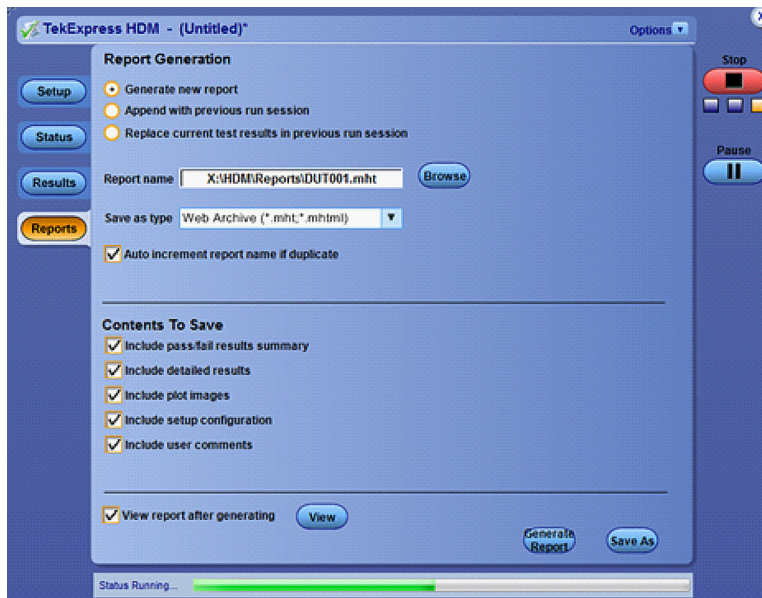 TekExpress HDM - (Untitled)*
Options
Stop
Pause
Setup
Status
Results
Reports
Report Generation
Generate new report
Append with previous run session
Replace current test results in previous run session
Report name X:\HDM\Reports\DUT001.mht Browse
Save as type Web Archive (*.mht;*.mhtml)
Auto increment report name if duplicate
Contents To Save
Include pass/fail results summary
Include detailed results
Include plot images
Include setup configuration
Include user comments
View report after generating View
Generate
Report
Save As
Status Running...